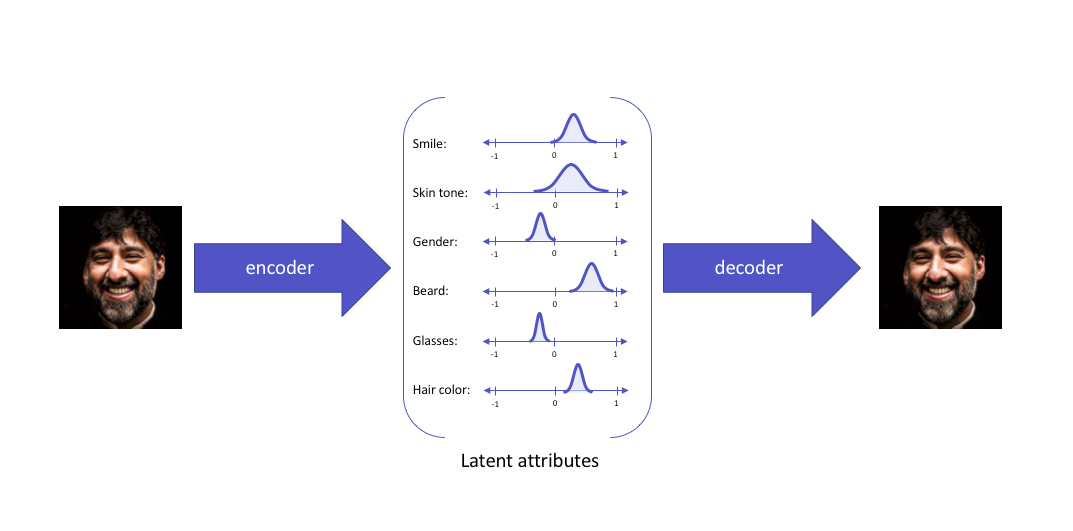 encoder
Smile:
-1 0 1
Skin tone:
-1 0 1
Gender:
-1 0 1
Beard:
-1 0 1
Glasses:
-1 0 1
Hair color:
-1 0 1
Latent attributes
decoder